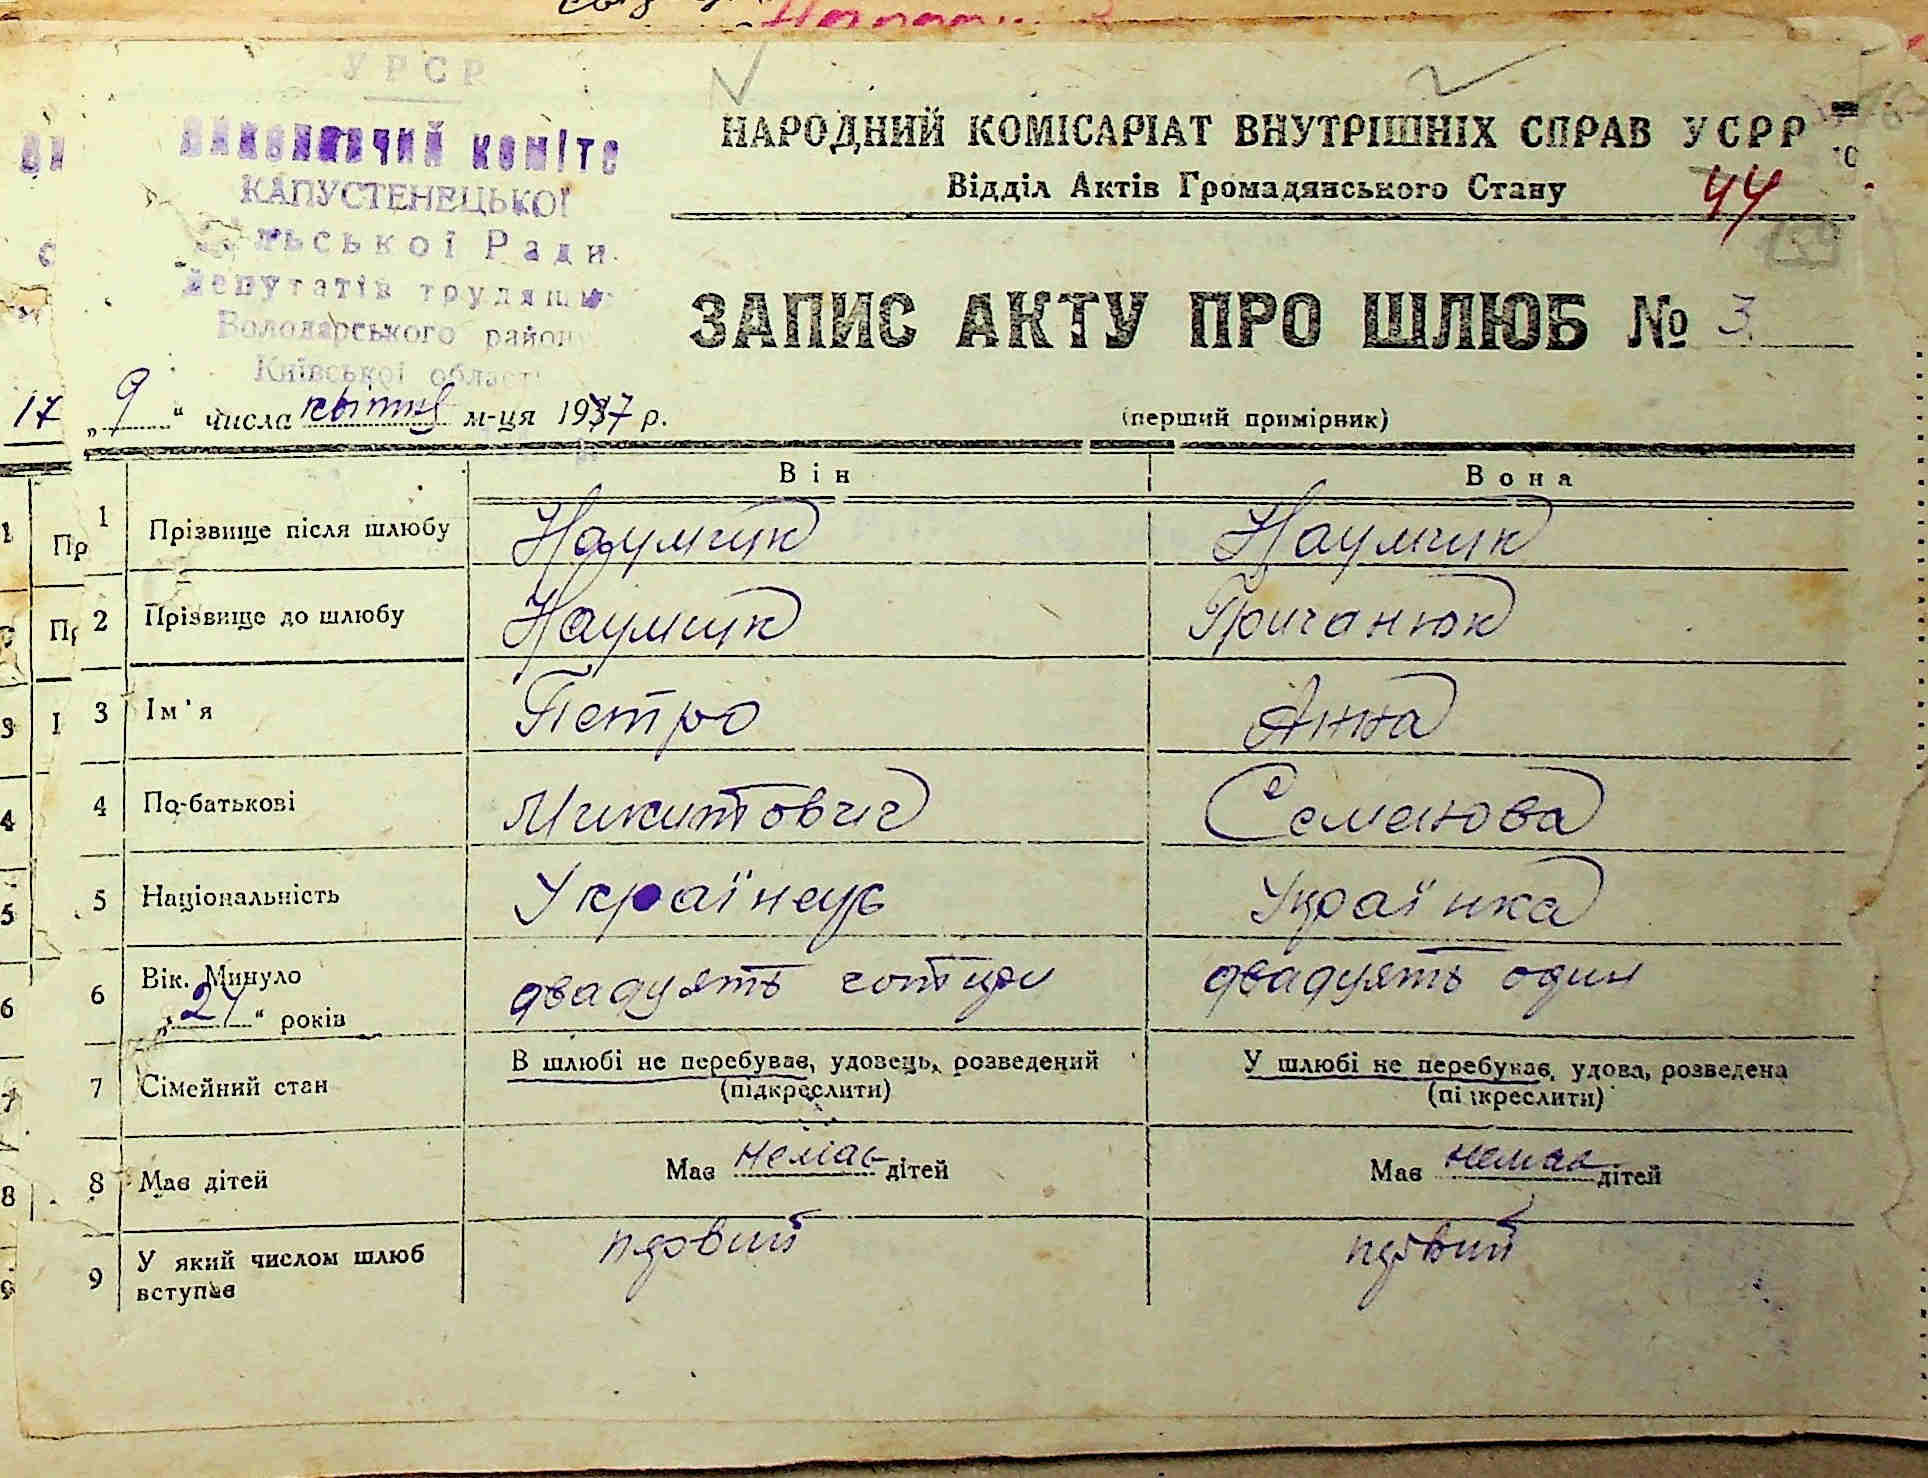 УРСР
виконавчий коміте
КАПУСТЕНЕЦЬКОЇ
Сільської Ради
депутатів трудящих
Володарського району
Київської області
НАРОДНИЙ КОМІСАРІАТ ВНУТРІШНІХ СПРАВ УСРР
Відділ Актів Громадянського Стану
44
ЗАПИС АКТУ ПРО ШЛЮБ № 3
17 „9“ числа квітня м-ця 1937 р.
(перший примірник)
Він Вона
1 Прізвище після шлюбу Наумчик Наумчик
2 Прізвище до шлюбу Наумчик Гричанюк
3 Ім'я Петро Анна
4 По-батькові Микитович Семенова
5 Національність Українець Українка
6 Вік. Минуло „24“ років двадцять чотири двадцять один
7 Сімейний стан В шлюбі не перебуває, удовець, розведений (підкреслити) У шлюбі не перебуває, удова, розведена (підкреслити)
8 Має дітей Має немає дітей Має немає дітей
9 У який числом шлюб вступає первий первий